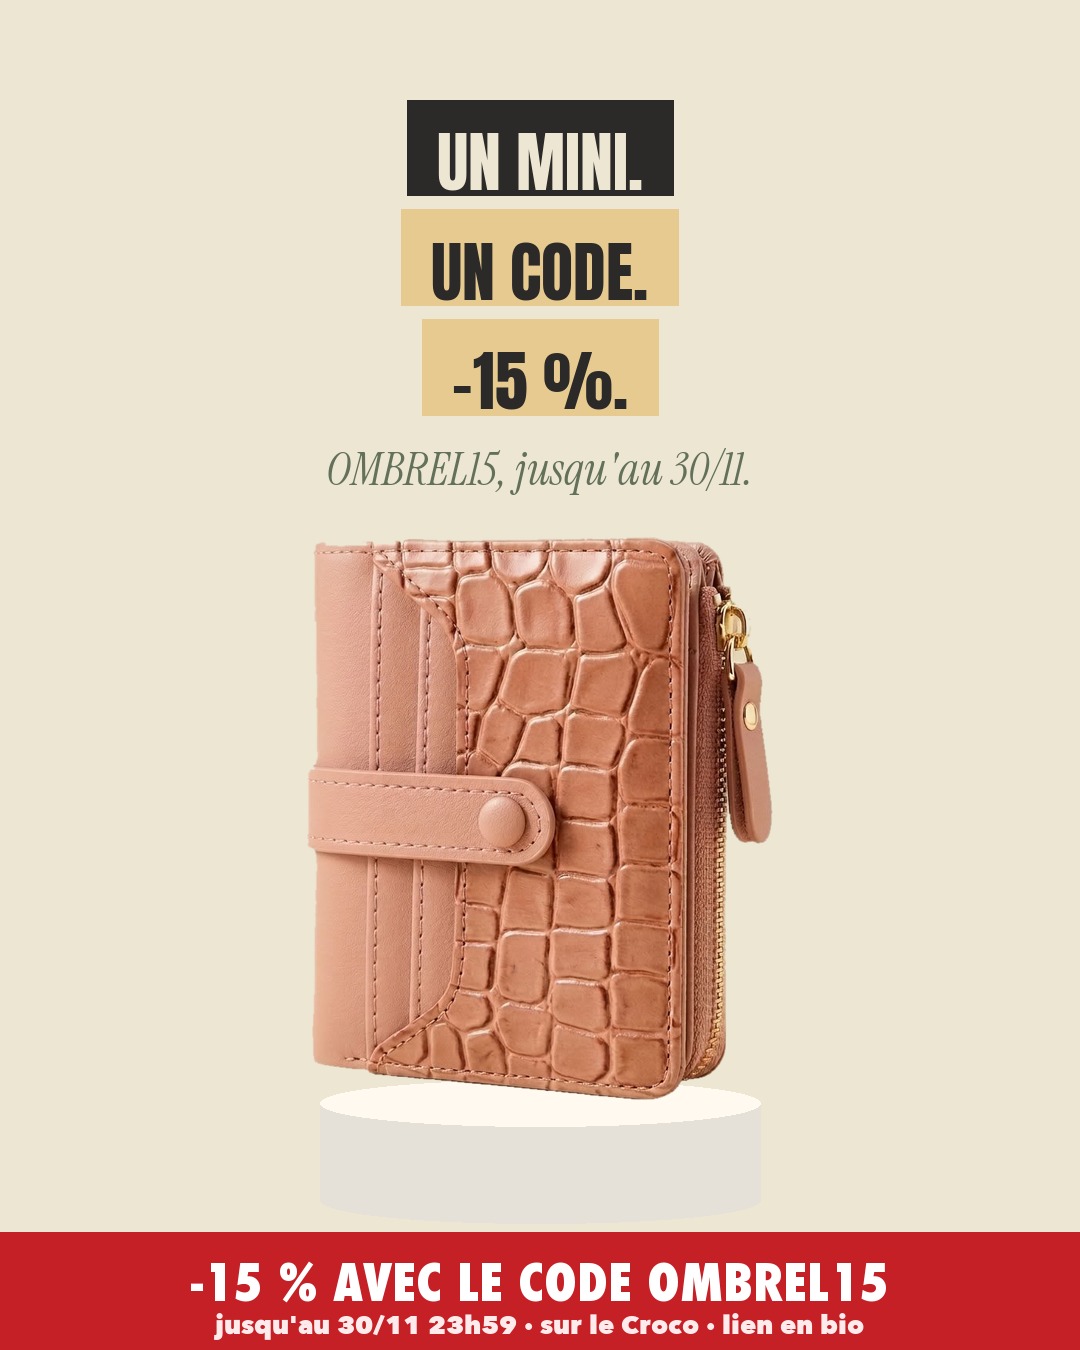 UN MINI.
UN CODE.
-15 %.
OMBREL15, jusqu'au 30/11.
-15 % AVEC LE CODE OMBREL15
jusqu'au 30/11 23h59 · sur le Croco · lien en bio